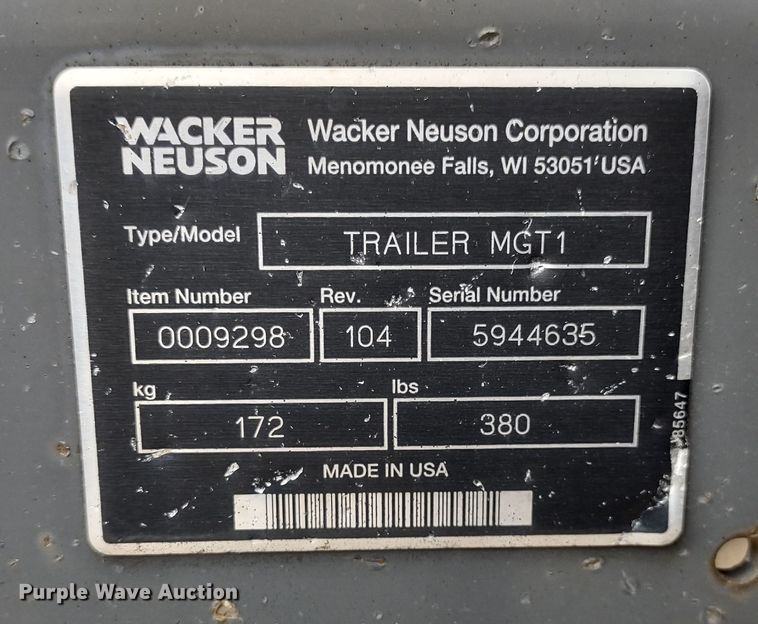 WACKER
NEUSON
Wacker Neuson Corporation
Menomonee Falls, WI 53051 USA
Type/Model TRAILER MGT1
Item Number Rev. Serial Number
0009298 104 5944635
kg lbs
172 380
MADE IN USA
85647
Purple Wave Auction